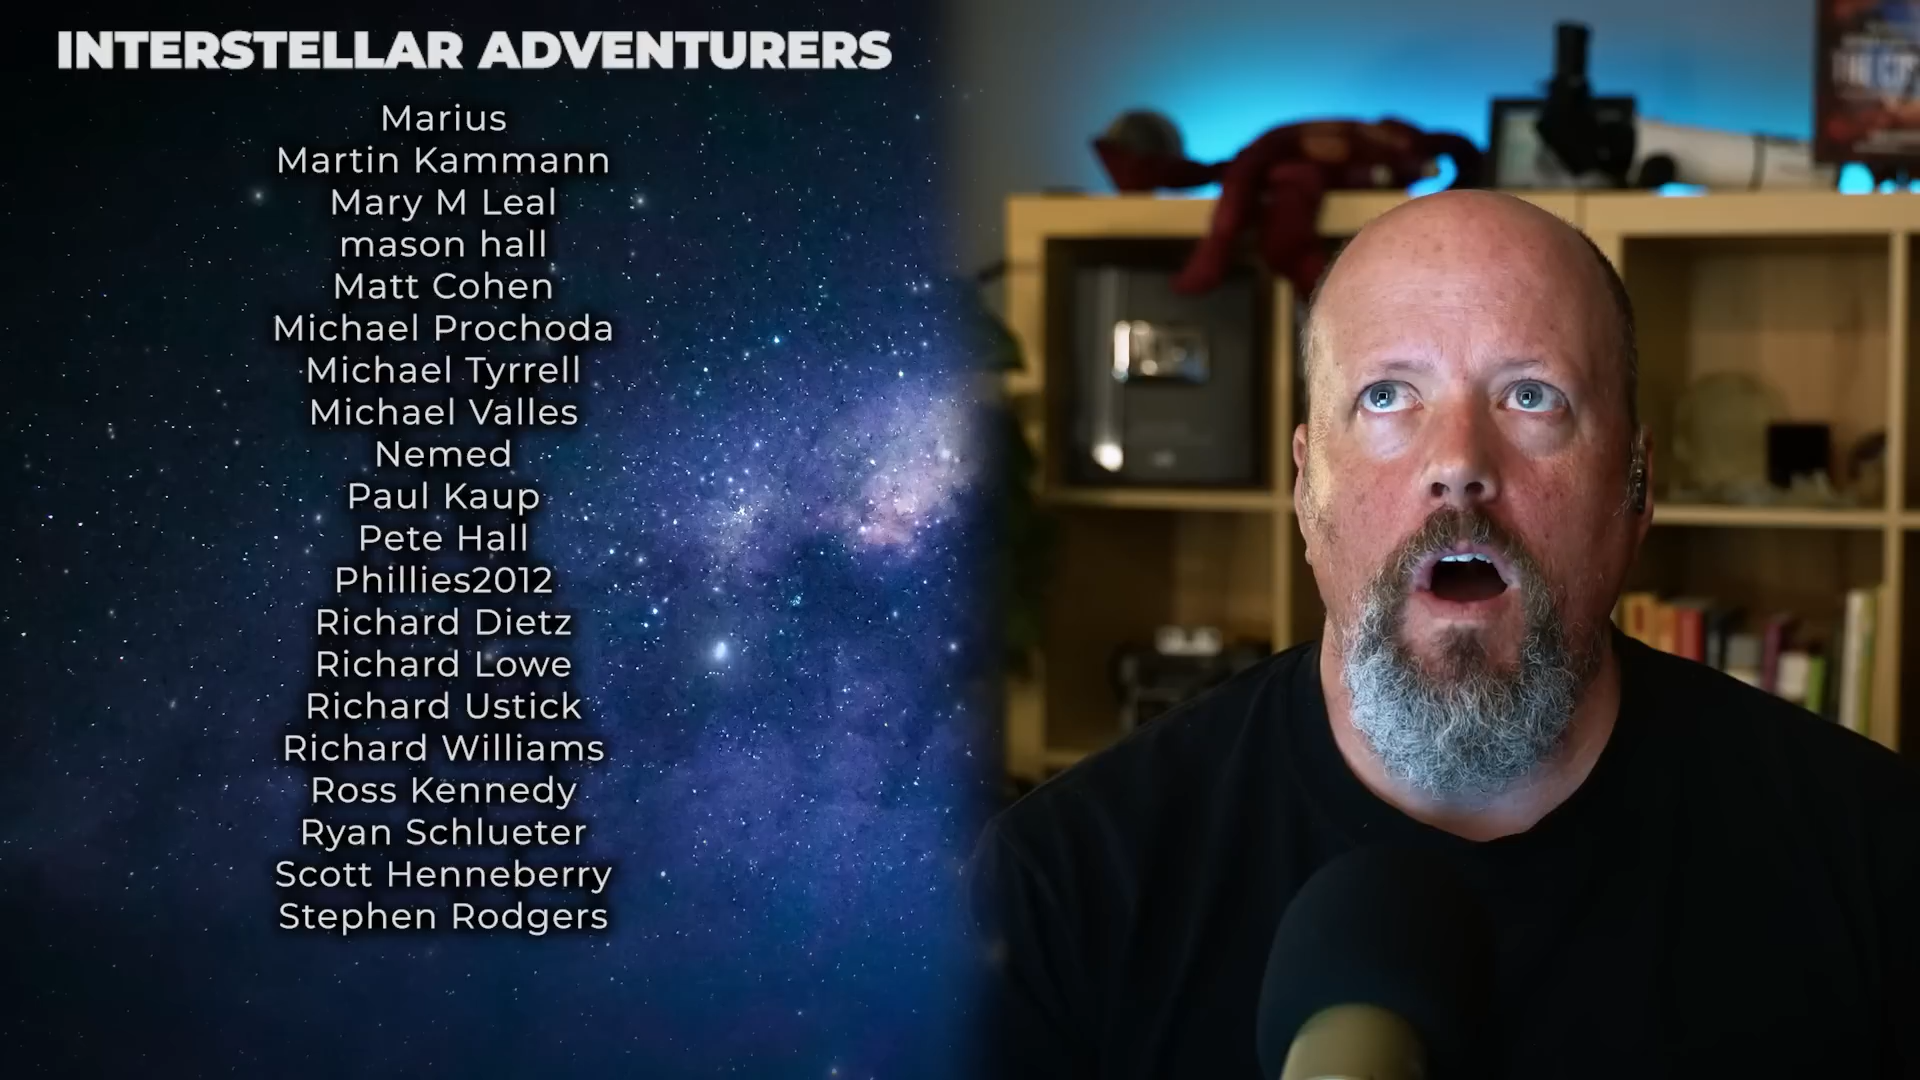 INTERSTELLAR ADVENTURERS
Marius
Martin Kammann
Mary M Leal
mason hall
Matt Cohen
Michael Prochoda
Michael Tyrrell
Michael Valles
Nemed
Paul Kaup
Pete Hall
Phillies2012
Richard Dietz
Richard Lowe
Richard Ustick
Richard Williams
Ross Kennedy
Ryan Schlueter
Scott Henneberry
Stephen Rodgers